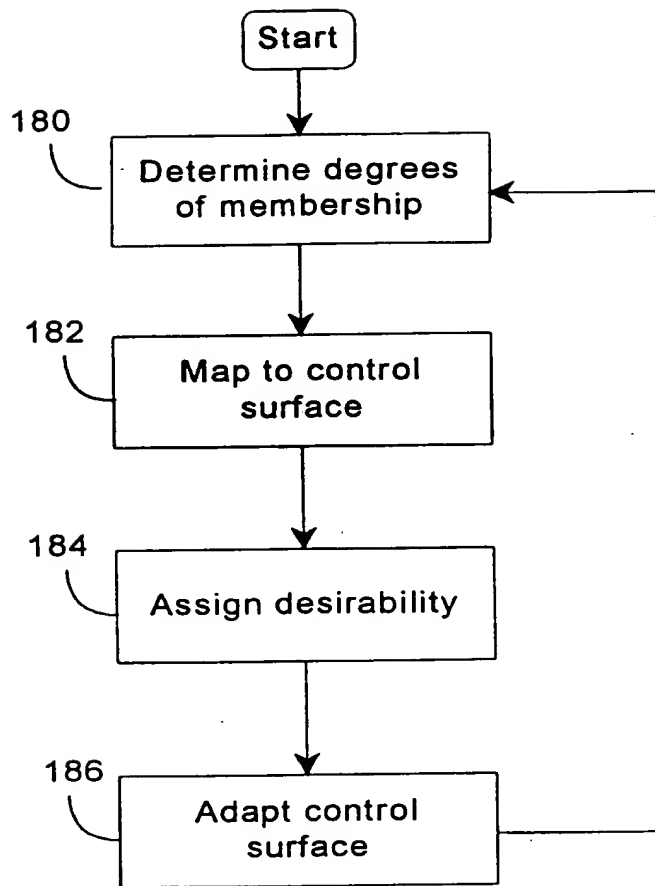 Start
180
Determine degrees
of membership
182
Map to control
surface
184
Assign desirability
186
Adapt control
surface